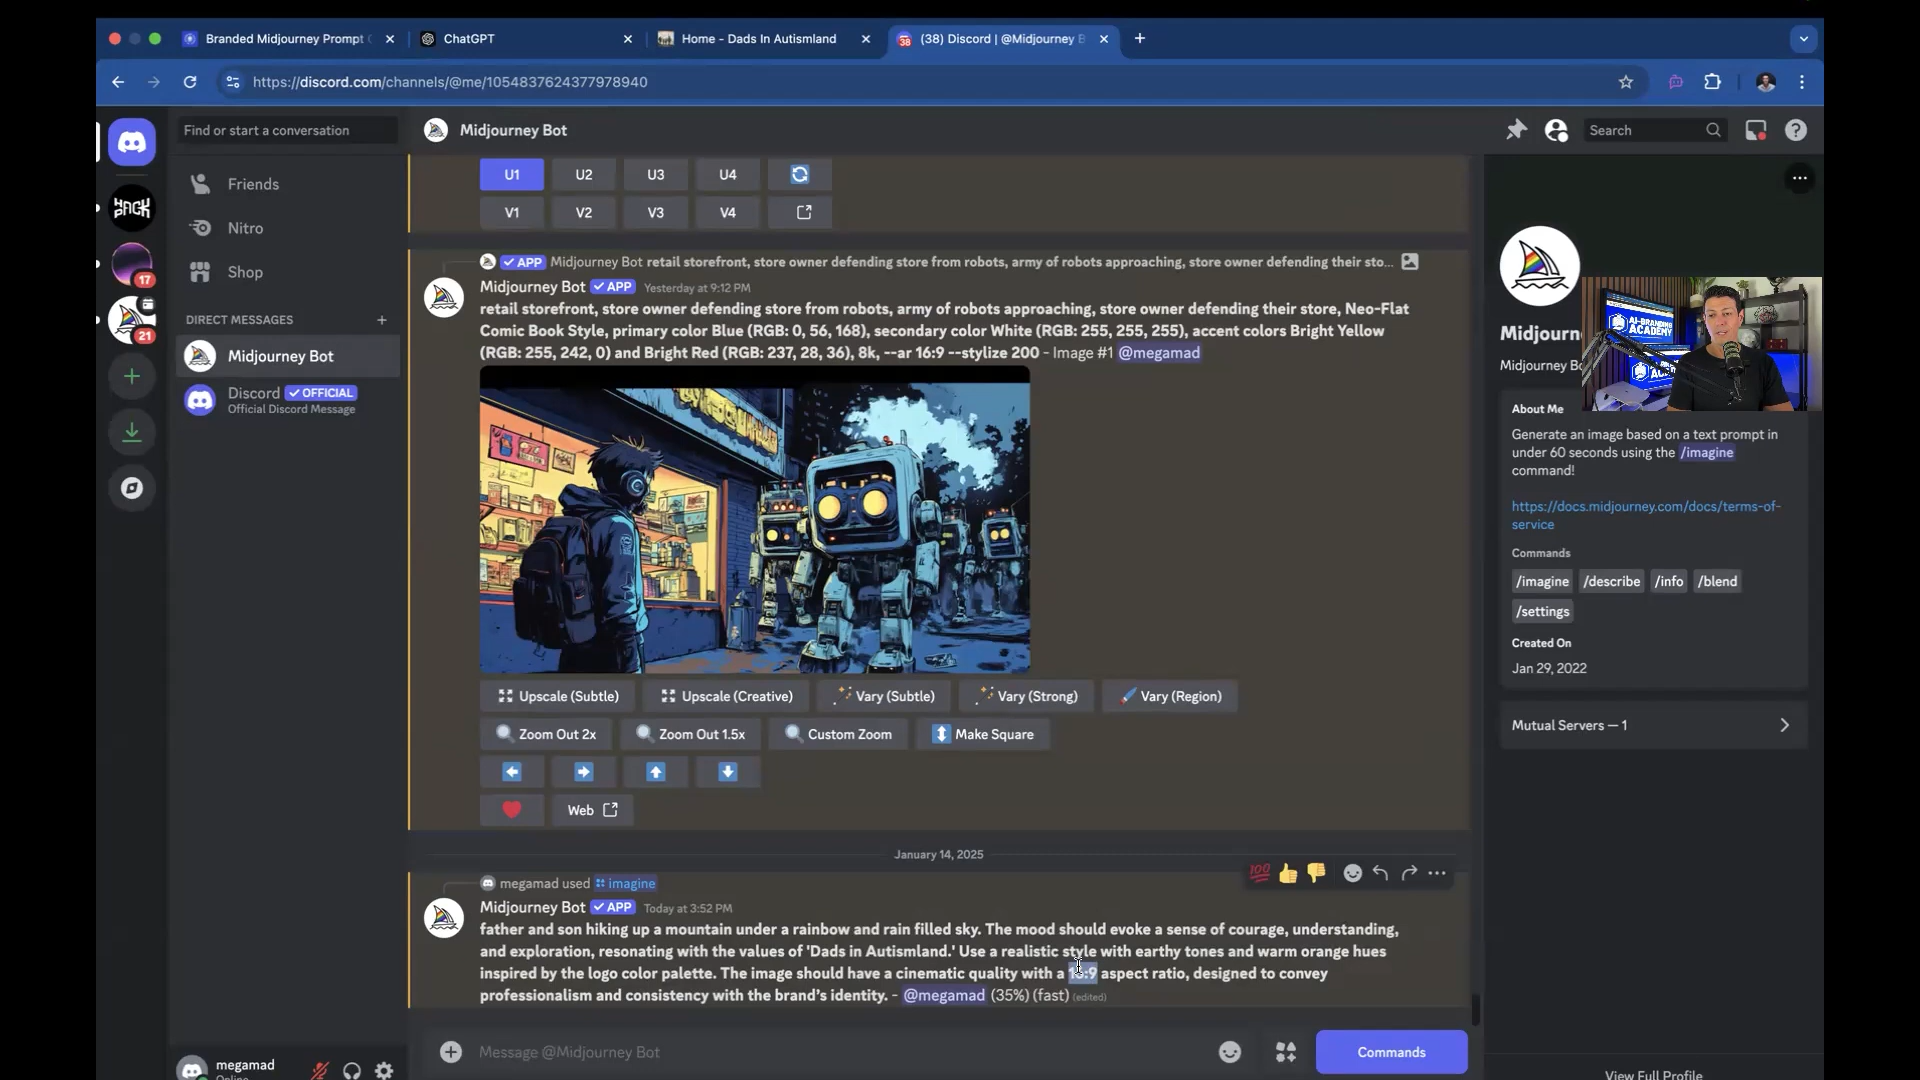 Branded Midjourney Prompt
ChatGPT
Home - Dads In Autismland
(38) Discord | @Midjourney B
https://discord.com/channels/@me/1054837624377978940
Find or start a conversation
Midjourney Bot
Search
Friends
Nitro
Shop
DIRECT MESSAGES
Midjourney Bot
Discord OFFICIAL
Official Discord Message
17
21
megamad
Online
U1 U2 U3 U4
V1 V2 V3 V4
APP Midjourney Bot retail storefront, store owner defending store from robots, army of robots approaching, store owner defending their sto...
Midjourney Bot APP Yesterday at 9:12 PM
retail storefront, store owner defending store from robots, army of robots approaching, store owner defending their store, Neo-Flat
Comic Book Style, primary color Blue (RGB: 0, 56, 168), secondary color White (RGB: 255, 255, 255), accent colors Bright Yellow
(RGB: 255, 242, 0) and Bright Red (RGB: 237, 28, 36), 8k, --ar 16:9 --stylize 200 - Image #1 @megamad
Upscale (Subtle) Upscale (Creative) Vary (Subtle) Vary (Strong) Vary (Region)
Zoom Out 2x Zoom Out 1.5x Custom Zoom Make Square
Web
January 14, 2025
megamad used imagine
100
Midjourney Bot APP Today at 3:52 PM
father and son hiking up a mountain under a rainbow and rain filled sky. The mood should evoke a sense of courage, understanding,
and exploration, resonating with the values of 'Dads in Autismland.' Use a realistic style with earthy tones and warm orange hues
inspired by the logo color palette. The image should have a cinematic quality with a 16:9 aspect ratio, designed to convey
professionalism and consistency with the brand's identity. - @megamad (35%) (fast) (edited)
Message @Midjourney Bot
Commands
AI-BRANDING
ACADEMY
Midjourn
Midjourney Bo
About Me
Generate an image based on a text prompt in
under 60 seconds using the /imagine
command!
https://docs.midjourney.com/docs/terms-of-
service
Commands
/imagine /describe /info /blend
/settings
Created On
Jan 29, 2022
Mutual Servers — 1
View Full Profile